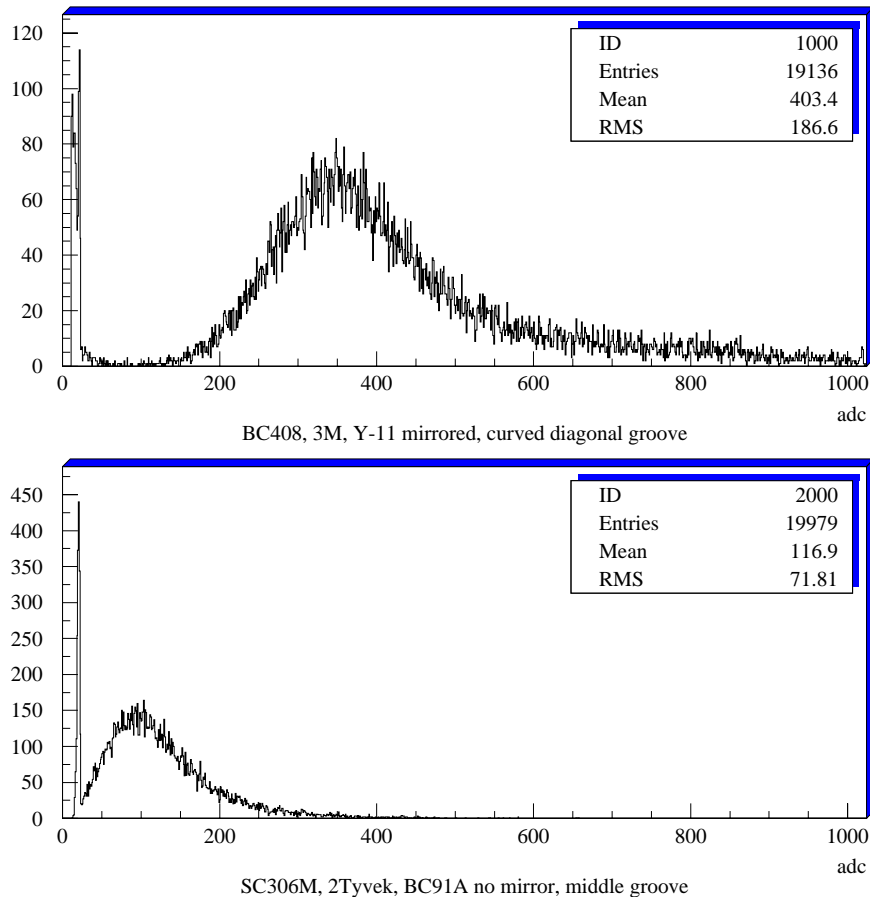 120
100
80
60
40
20
0
ID 1000
Entries 19136
Mean 403.4
RMS 186.6
0 200 400 600 800 1000
adc
BC408, 3M, Y-11 mirrored, curved diagonal groove
450
400
350
300
250
200
150
100
50
0
ID 2000
Entries 19979
Mean 116.9
RMS 71.81
0 200 400 600 800 1000
adc
SC306M, 2Tyvek, BC91A no mirror, middle groove